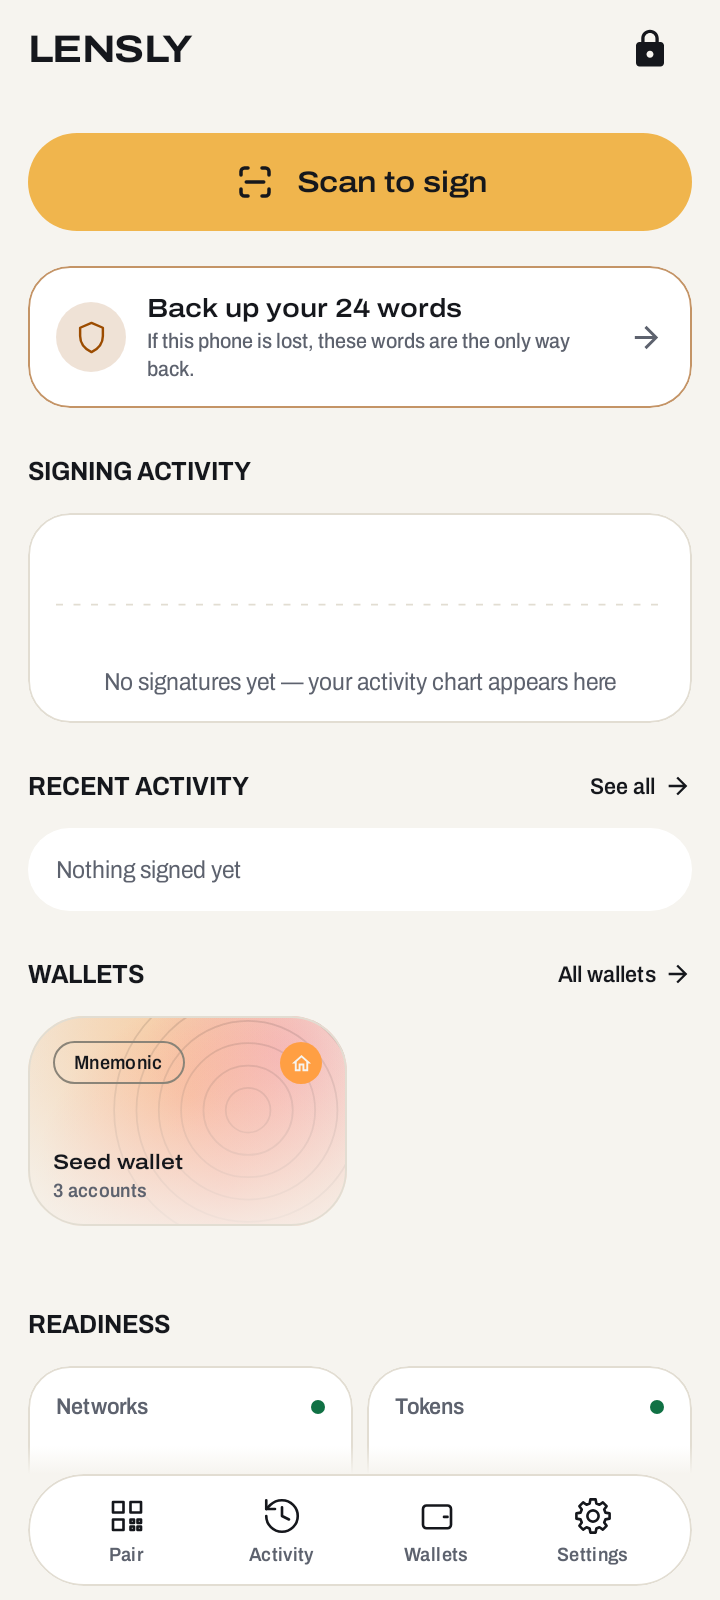 LENSLY
Scan to sign
Back up your 24 words
If this phone is lost, these words are the only way
back.
SIGNING ACTIVITY
No signatures yet — your activity chart appears here
RECENT ACTIVITY
See all
Nothing signed yet
WALLETS
All wallets
Mnemonic
Seed wallet
3 accounts
READINESS
Networks
Tokens
Pair
Activity
Wallets
Settings